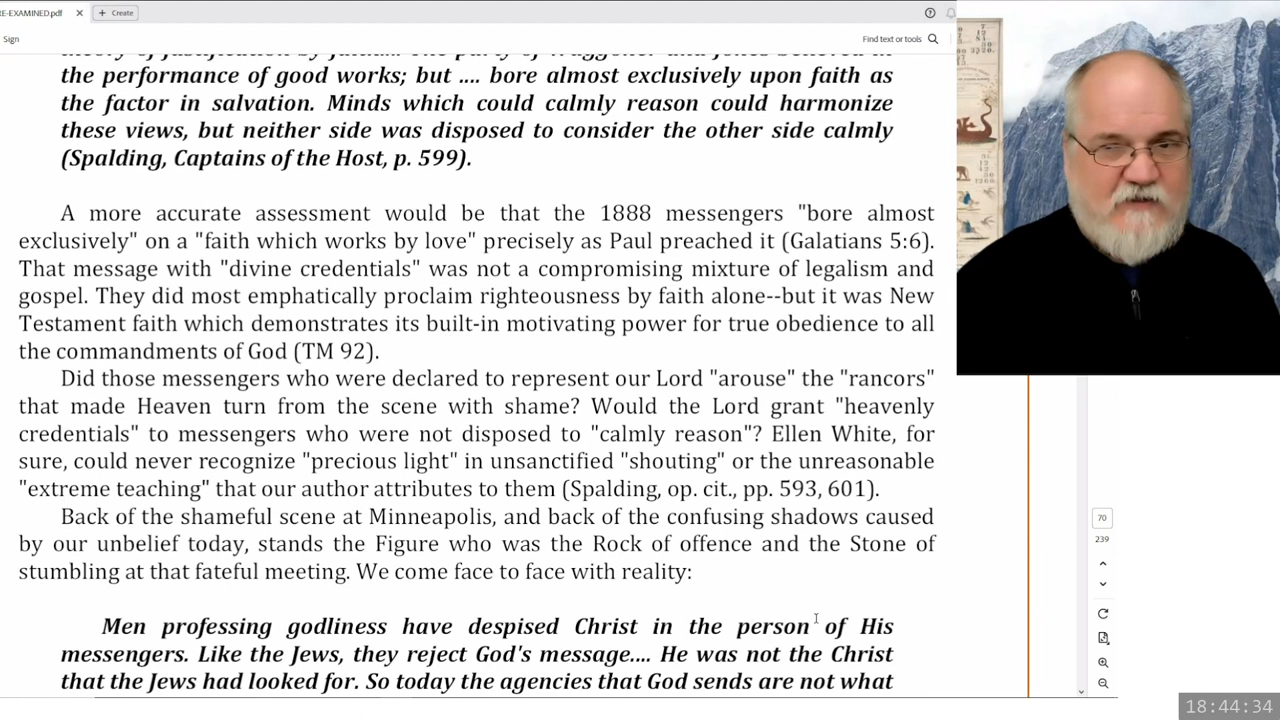 RE-EXAMINED.pdf
Create
Sign
Find text or tools
the performance of good works; but .... bore almost exclusively upon faith as
the factor in salvation. Minds which could calmly reason could harmonize
these views, but neither side was disposed to consider the other side calmly
(Spalding, Captains of the Host, p. 599).
A more accurate assessment would be that the 1888 messengers "bore almost
exclusively" on a "faith which works by love" precisely as Paul preached it (Galatians 5:6).
That message with "divine credentials" was not a compromising mixture of legalism and
gospel. They did most emphatically proclaim righteousness by faith alone--but it was New
Testament faith which demonstrates its built-in motivating power for true obedience to all
the commandments of God (TM 92).
Did those messengers who were declared to represent our Lord "arouse" the "rancors"
that made Heaven turn from the scene with shame? Would the Lord grant "heavenly
credentials" to messengers who were not disposed to "calmly reason"? Ellen White, for
sure, could never recognize "precious light" in unsanctified "shouting" or the unreasonable
"extreme teaching" that our author attributes to them (Spalding, op. cit., pp. 593, 601).
Back of the shameful scene at Minneapolis, and back of the confusing shadows caused
by our unbelief today, stands the Figure who was the Rock of offence and the Stone of
stumbling at that fateful meeting. We come face to face with reality:
Men professing godliness have despised Christ in the person of His
messengers. Like the Jews, they reject God's message.... He was not the Christ
that the Jews had looked for. So today the agencies that God sends are not what
70
239
18:44:34